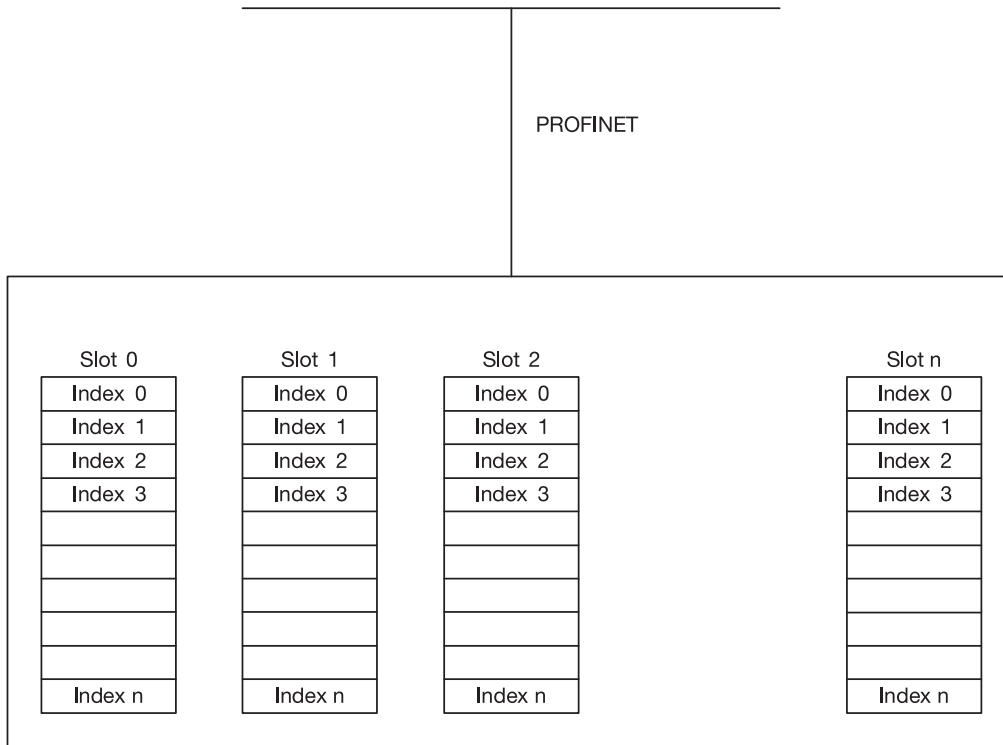 PROFINET
Slot 0 Slot 1 Slot 2 Slot n
Index 0 Index 0 Index 0 Index 0
Index 1 Index 1 Index 1 Index 1
Index 2 Index 2 Index 2 Index 2
Index 3 Index 3 Index 3 Index 3
Index n Index n Index n Index n